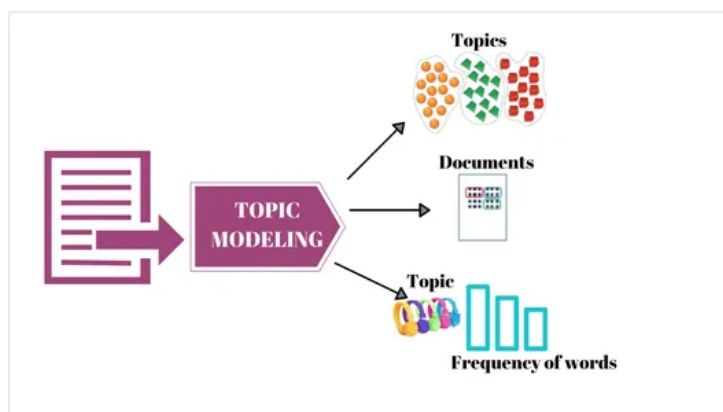 Topics
TOPIC
MODELING
Documents
Topic
Frequency of words